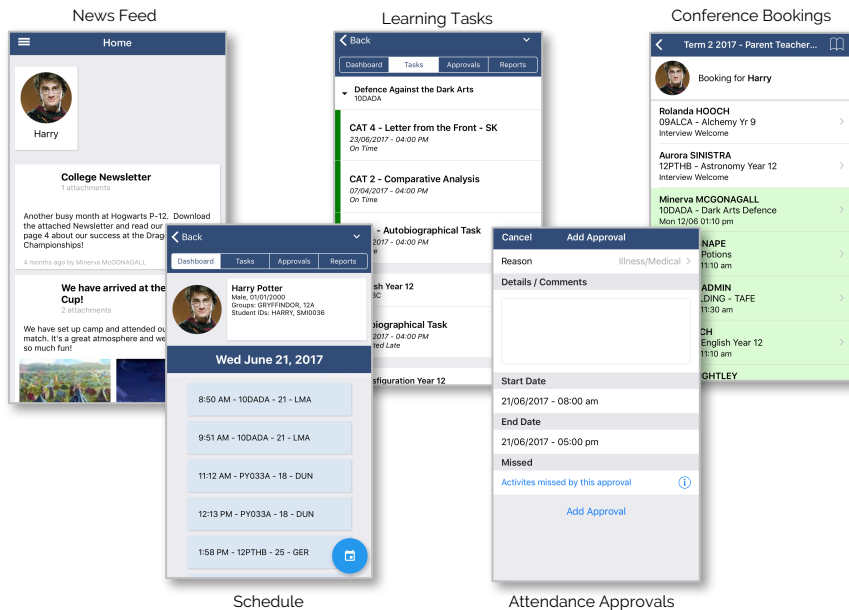 News Feed
Home
Harry
College Newsletter
1 attachments
Another busy month at Hogwarts P-12. Download
the attached Newsletter and read our
page 4 about our success at the
Championships!
4 months ago by Minerva McGONAGALL
We have arrived at the
Cup!
2 attachments
We have set up camp and attended
match. It's a great atmosphere and we
so much fun!
Learning Tasks
Back
Dashboard Tasks Approvals Reports
Defence Against the Dark Arts
10DADA
CAT 4 - Letter from the Front - SK
23/06/2017 - 04:00 PM
On Time
CAT 2 - Comparative Analysis
07/04/2017 - 04:00 PM
On Time
- Autobiographical Task
2017 - 04:00 PM
Year 12
Task
2017 - 04:00 PM
Late
Year 12
Conference Bookings
Term 2 2017 - Parent Teacher...
Booking for Harry
Rolanda HOOCH
09ALCA - Alchemy Yr 9
Interview Welcome
Aurora SINISTRA
12PTHB - Astronomy Year 12
Interview Welcome
Minerva MCGONAGALL
10DADA - Dark Arts Defence
Mon 12/06 01:10 pm
Potions
11:10 am
ADMIN
- TAFE
11:30 am
English Year 12
11:10 am
Back
Dashboard Tasks Approvals Reports
Harry Potter
Male, 01/01/2000
Groups: GRYFFINDOR, 12A
Student IDs: HARRY, SMI0036
Wed June 21, 2017
8:50 AM - 10DADA - 21 - LMA
9:51 AM - 10DADA - 21 - LMA
11:12 AM - PY033A - 18 - DUN
12:13 PM - PY033A - 18 - DUN
1:58 PM - 12PTHB - 25 - GER
Schedule
Cancel Add Approval
Reason Illness/Medical
Details / Comments
Start Date
21/06/2017 - 08:00 am
End Date
21/06/2017 - 05:00 pm
Missed
Activites missed by this approval
Add Approval
Attendance Approvals